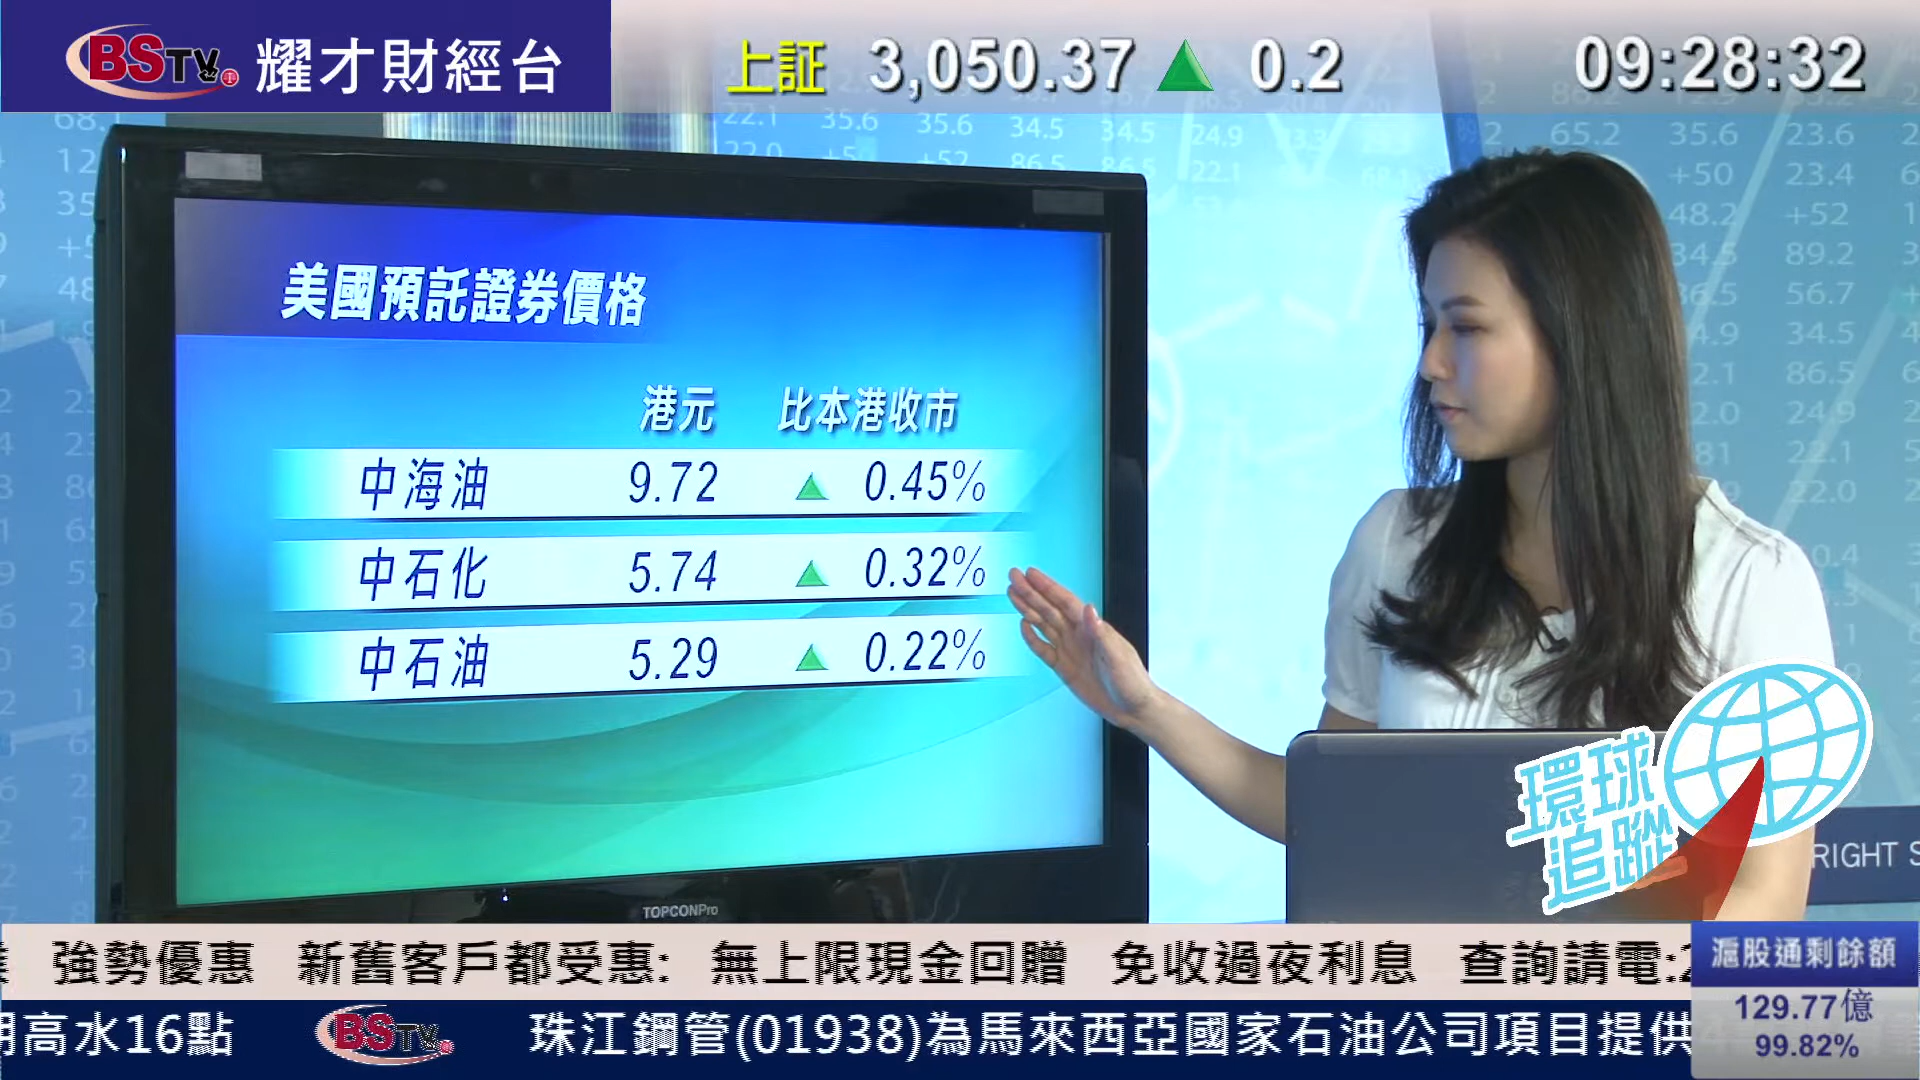 BSTV 耀才財經台
上証 3,050.37 ▲ 0.2
09:28:32
美國預託證券價格
港元 比本港收市
中海油 9.72 ▲ 0.45%
中石化 5.74 ▲ 0.32%
中石油 5.29 ▲ 0.22%
TOPCONPro
環球
追蹤
RIGHT S
強勢優惠 新舊客戶都受惠: 無上限現金回贈 免收過夜利息 查詢請電:2
滬股通剩餘額
129.77億
99.82%
期高水16點 BSTV 珠江鋼管(01938)為馬來西亞國家石油公司項目提供